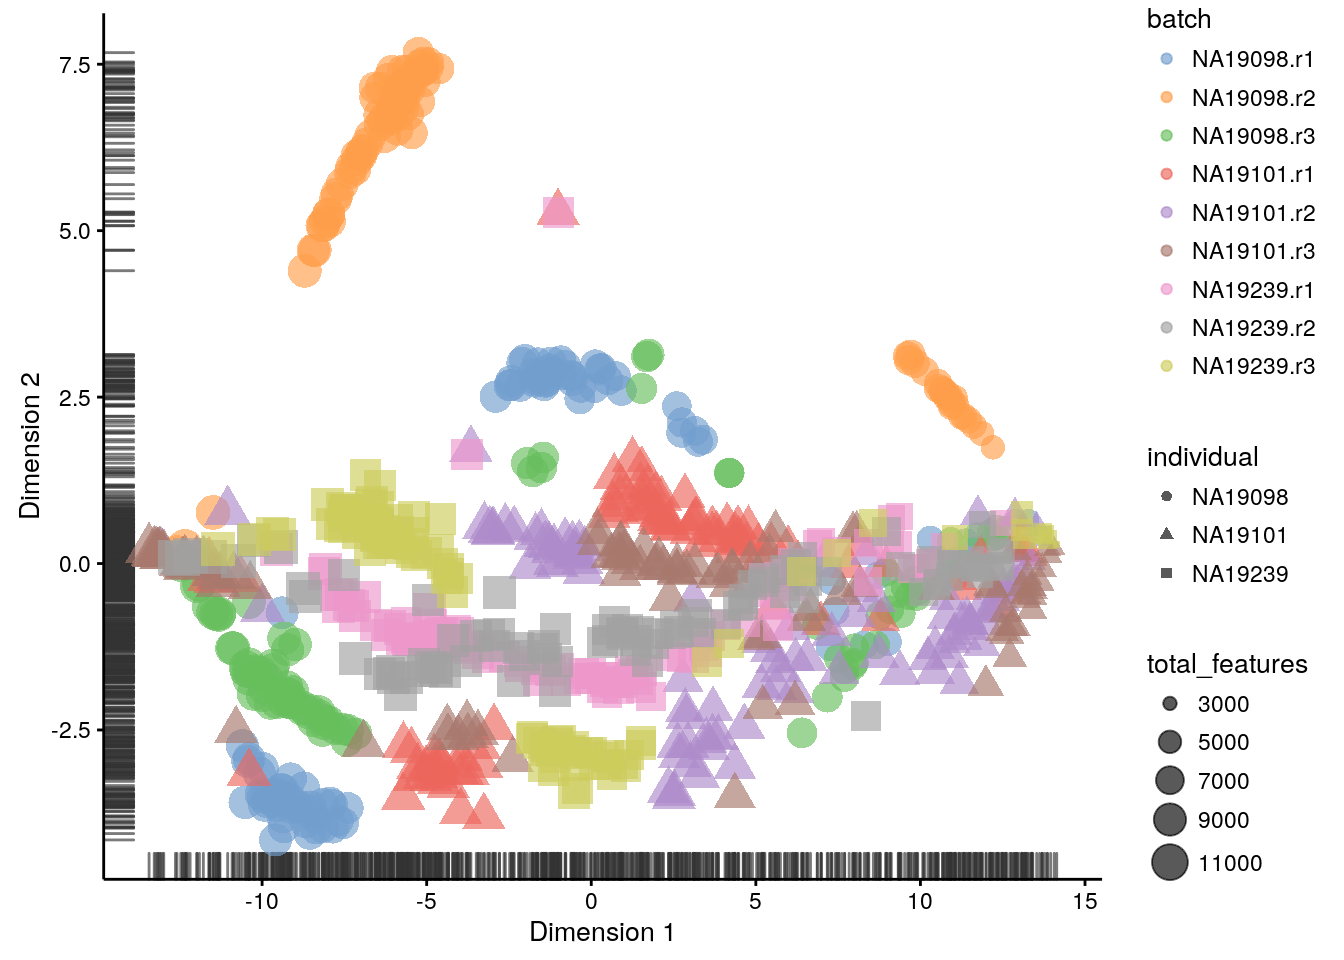 7.5
5.0
2.5
0.0
-2.5
Dimension 2
-10
-5
0
5
10
15
Dimension 1
batch
NA19098.r1
NA19098.r2
NA19098.r3
NA19101.r1
NA19101.r2
NA19101.r3
NA19239.r1
NA19239.r2
NA19239.r3
individual
NA19098
NA19101
NA19239
total_features
3000
5000
7000
9000
11000